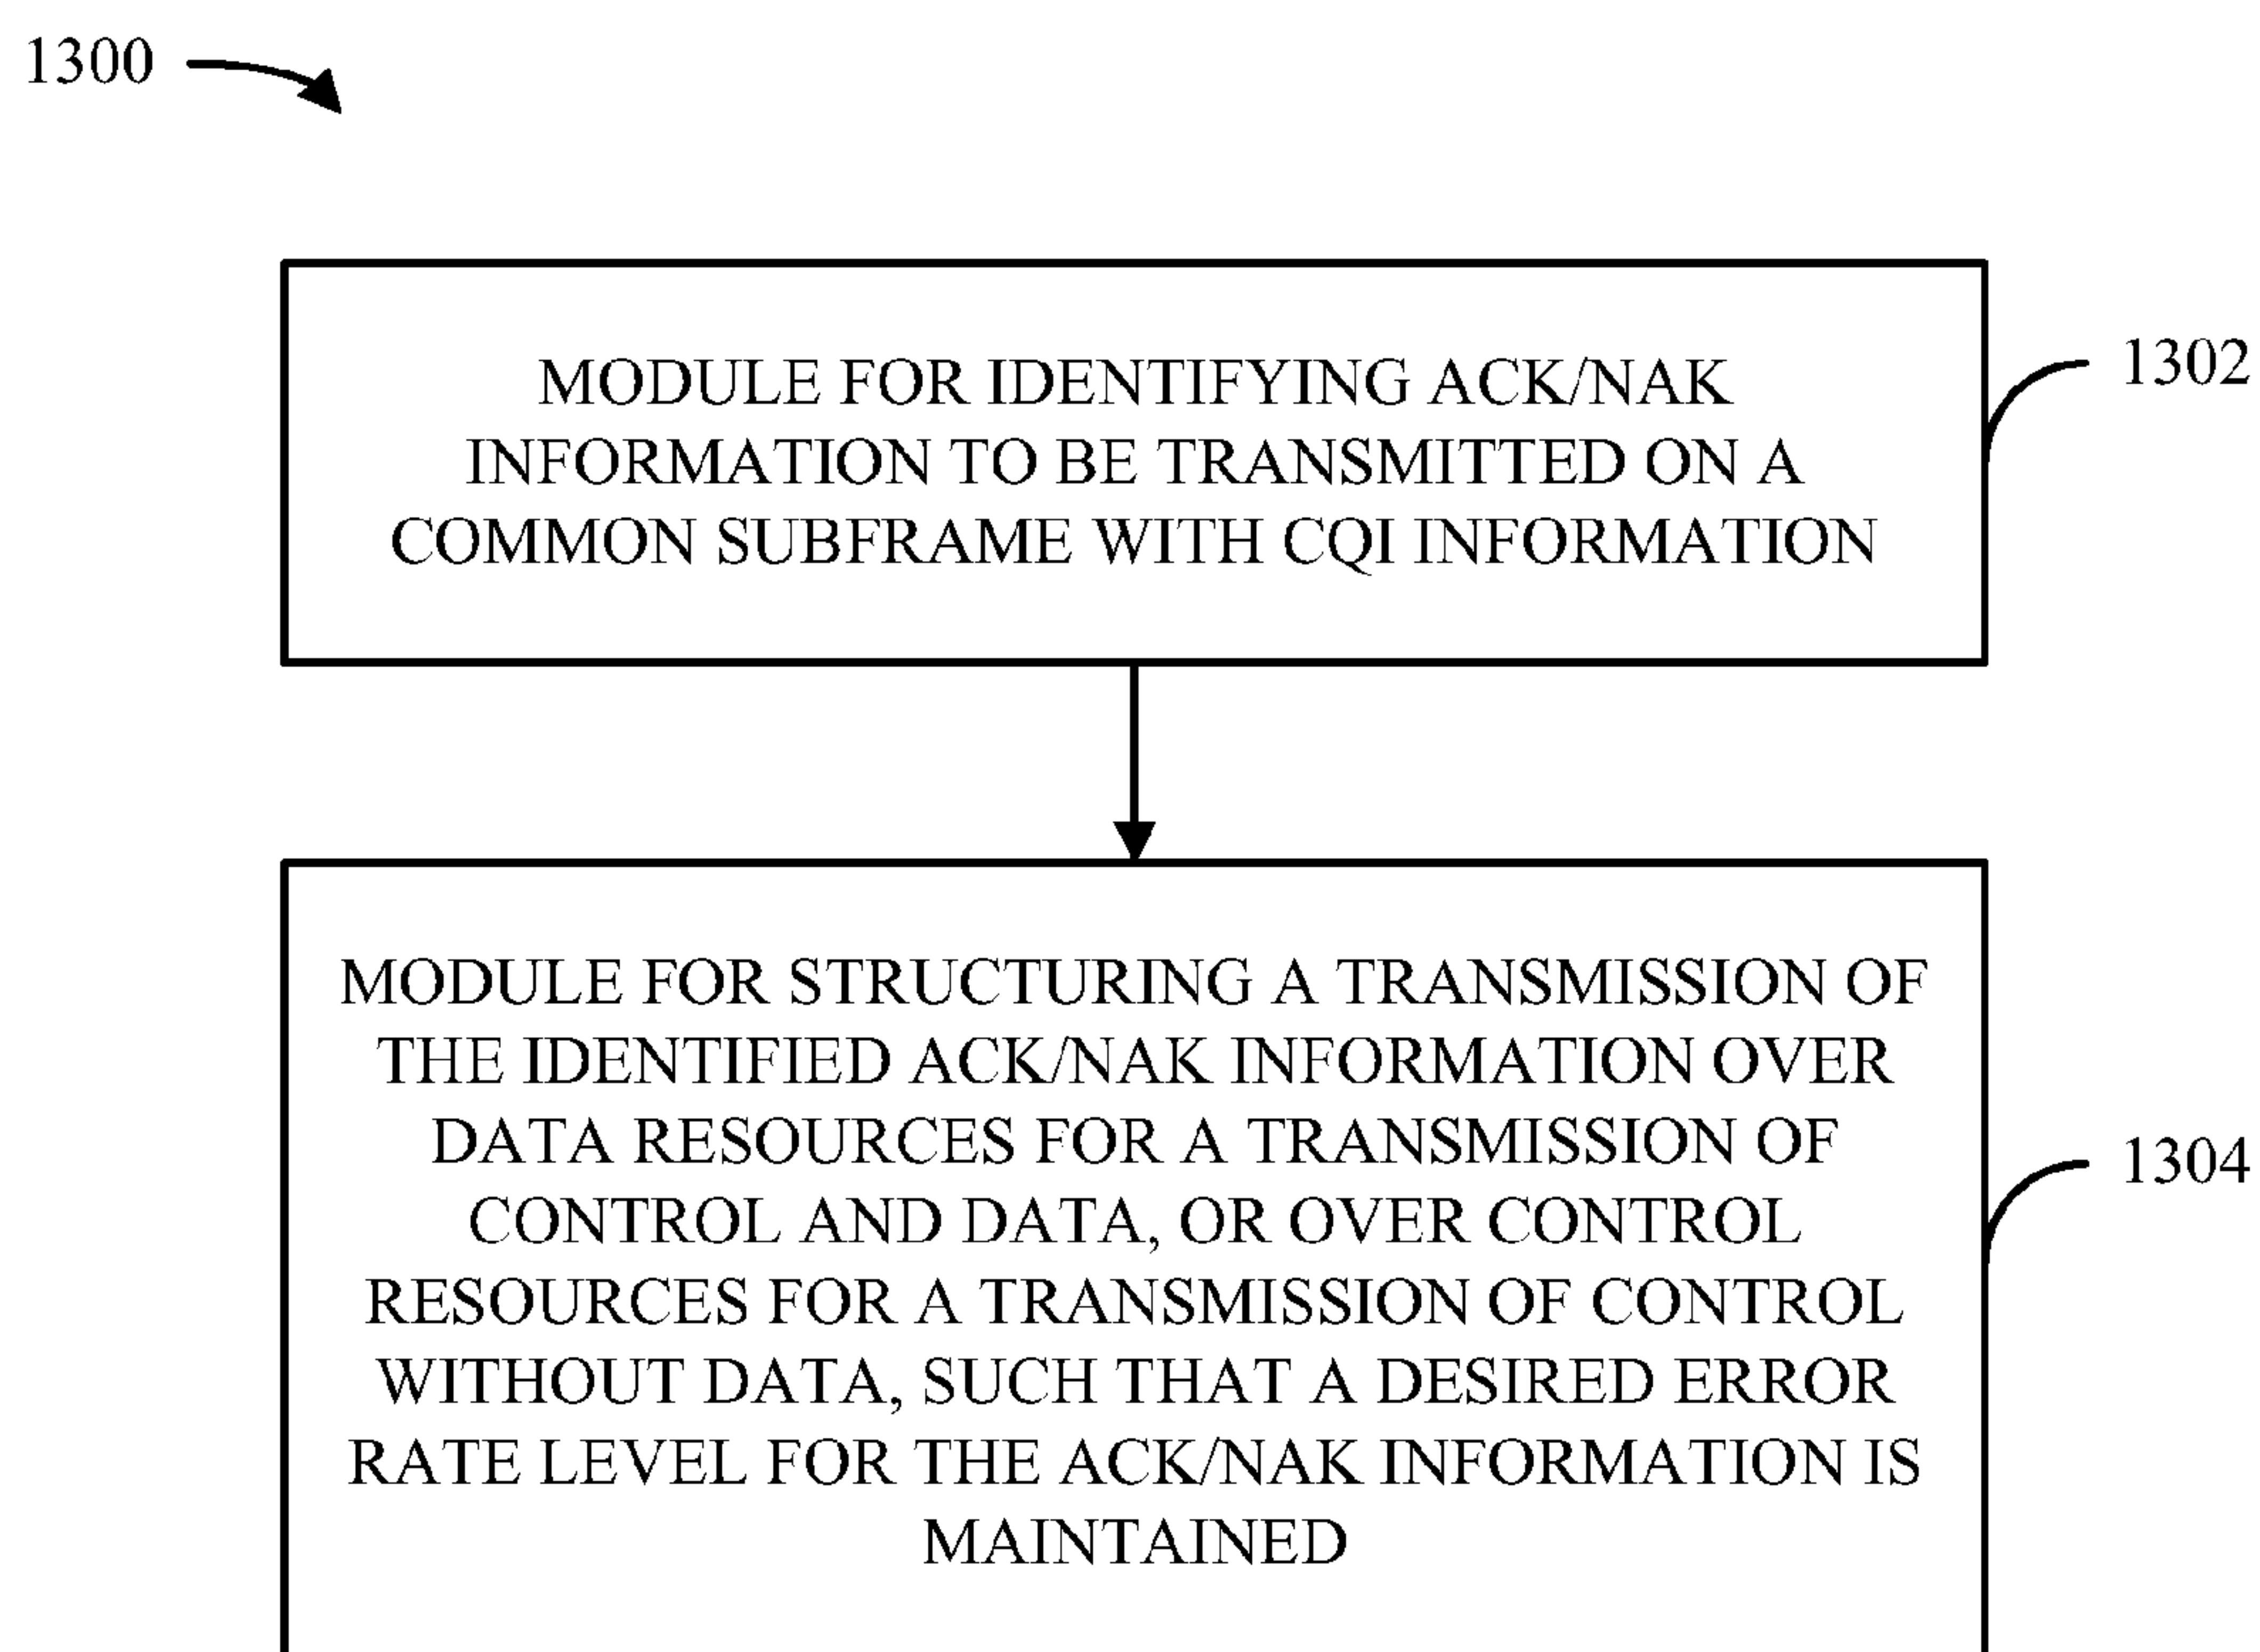 1300
MODULE FOR IDENTIFYING ACK/NAK
INFORMATION TO BE TRANSMITTED ON A
COMMON SUBFRAME WITH CQI INFORMATION
1302
MODULE FOR STRUCTURING A TRANSMISSION OF
THE IDENTIFIED ACK/NAK INFORMATION OVER
DATA RESOURCES FOR A TRANSMISSION OF
CONTROL AND DATA, OR OVER CONTROL
RESOURCES FOR A TRANSMISSION OF CONTROL
WITHOUT DATA, SUCH THAT A DESIRED ERROR
RATE LEVEL FOR THE ACK/NAK INFORMATION IS
MAINTAINED
1304